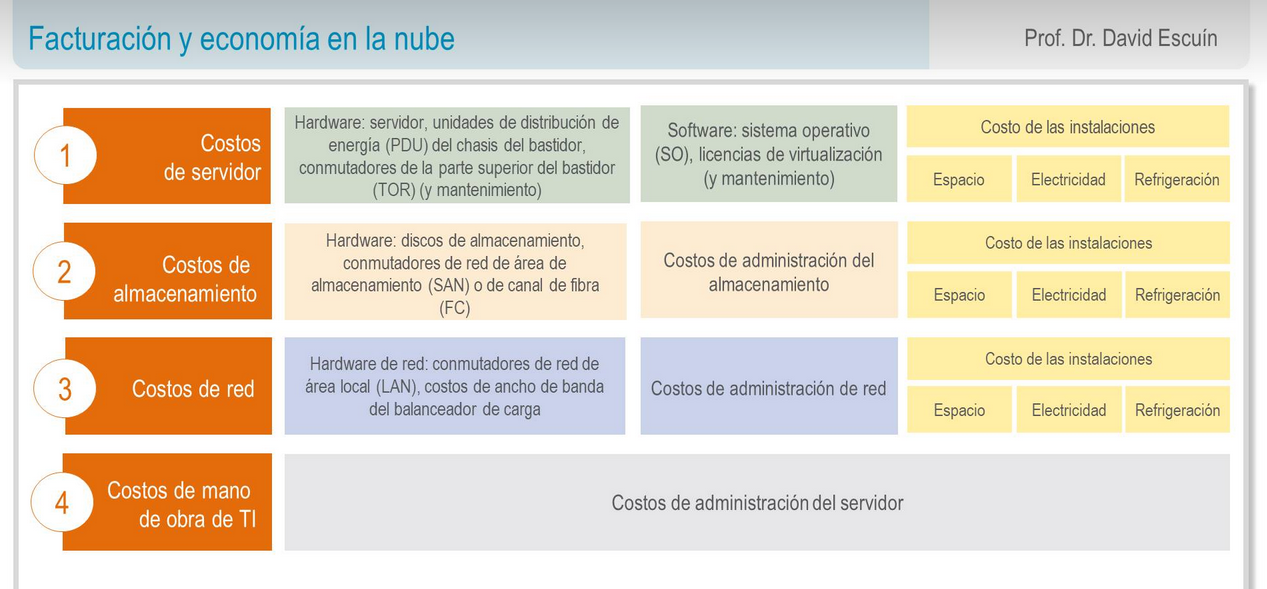 Facturación y economía en la nube
Prof. Dr. David Escuín
1
Costos
de servidor
Hardware: servidor, unidades de distribución de
energía (PDU) del chasis del bastidor,
conmutadores de la parte superior del bastidor
(TOR) (y mantenimiento)
Software: sistema operativo
(SO), licencias de virtualización
(y mantenimiento)
Costo de las instalaciones
Espacio
Electricidad
Refrigeración
2
Costos de
almacenamiento
Hardware: discos de almacenamiento,
conmutadores de red de área de
almacenamiento (SAN) o de canal de fibra
(FC)
Costos de administración del
almacenamiento
Costo de las instalaciones
Espacio
Electricidad
Refrigeración
3
Costos de red
Hardware de red: conmutadores de red de
área local (LAN), costos de ancho de banda
del balanceador de carga
Costos de administración de red
Costo de las instalaciones
Espacio
Electricidad
Refrigeración
4
Costos de mano
de obra de TI
Costos de administración del servidor